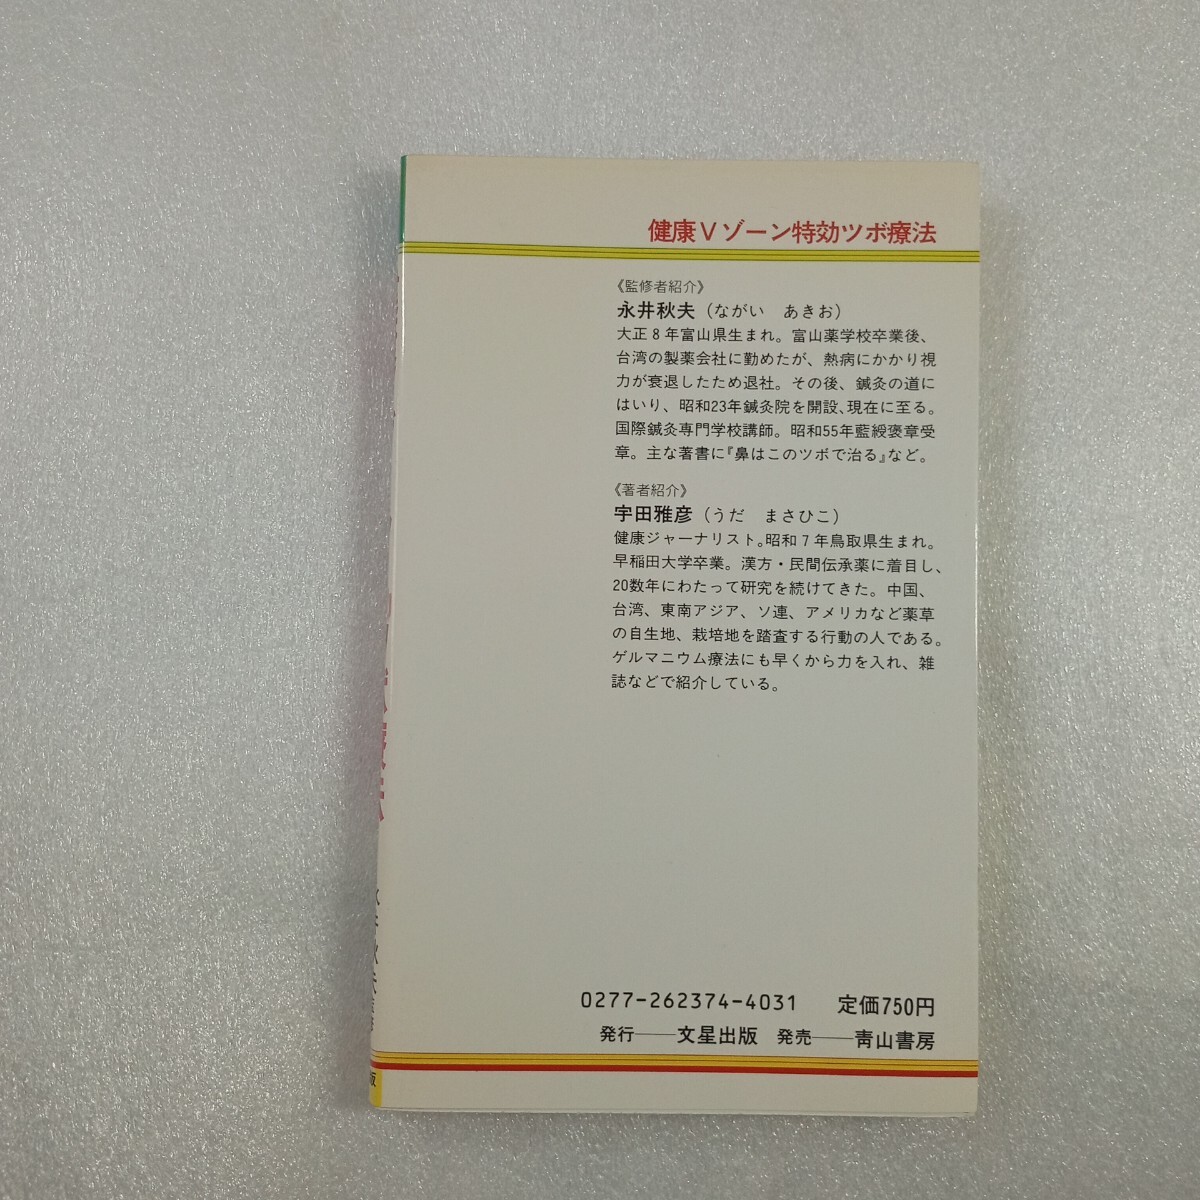 健康Vゾーン特効ツボ療法
《監修者紹介》
永井秋夫（ながい　あきお）
大正8年富山県生まれ。富山薬学校卒業後、
台湾の製薬会社に勤めたが、熱病にかかり視
力が衰退したため退社。その後、鍼灸の道に
はいり、昭和23年鍼灸院を開設、現在に至る。
国際鍼灸専門学校講師。昭和55年藍綬褒章受
章。主な著書に『鼻はこのツボで治る』など。
《著者紹介》
宇田雅彦（うだ　まさひこ）
健康ジャーナリスト。昭和7年鳥取県生まれ。
早稲田大学卒業。漢方・民間伝承薬に着目し、
20数年にわたって研究を続けてきた。中国、
台湾、東南アジア、ソ連、アメリカなど薬草
の自生地、栽培地を踏査する行動の人である。
ゲルマニウム療法にも早くから力を入れ、雑
誌などで紹介している。
0277-262374-4031　定価750円
発行――文星出版　発売――青山書房